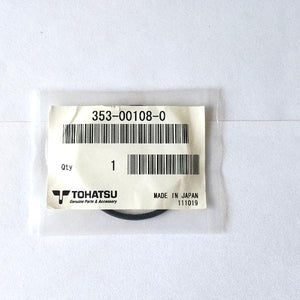 353-00108-0
Qty 1
TOHATSU
Genuine Parts & Accessory
MADE IN JAPAN
111019